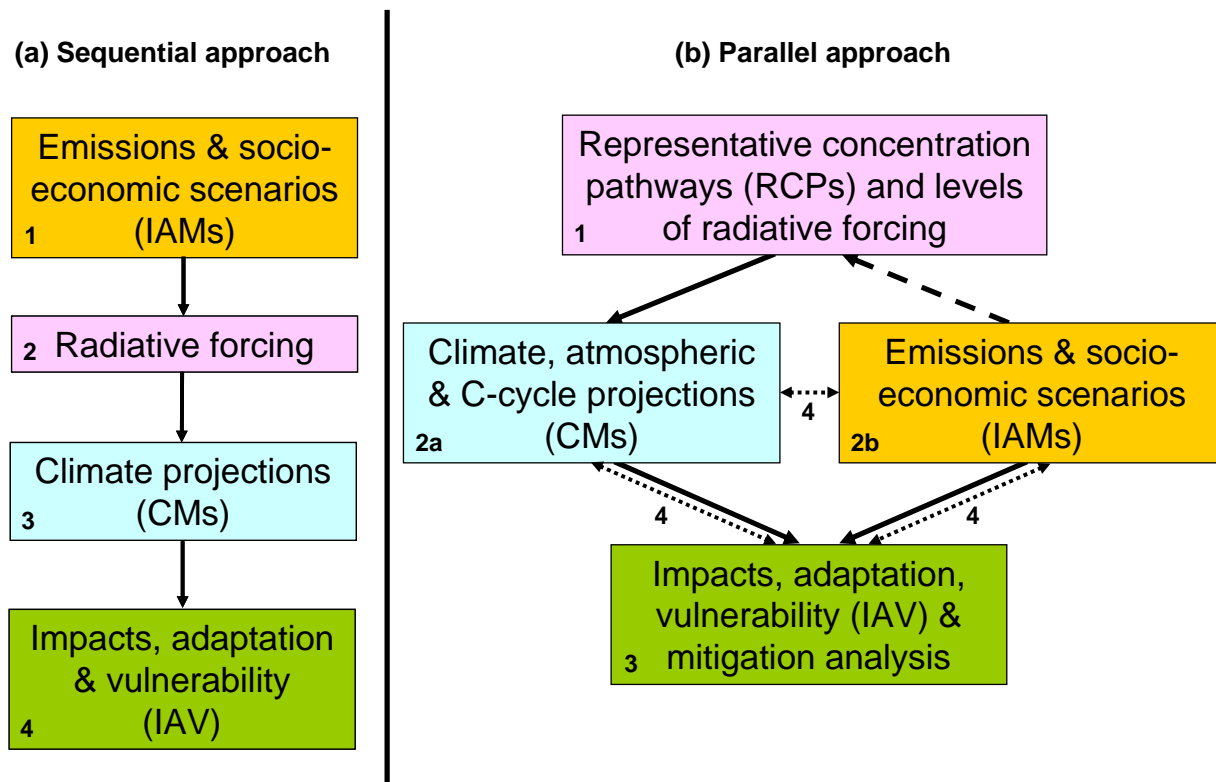 (a) Sequential approach
Emissions & socio-
economic scenarios
(IAMs)
1
2
Radiative forcing
Climate projections
(CMs)
3
Impacts, adaptation
& vulnerability
(IAV)
4
(b) Parallel approach
Representative concentration
pathways (RCPs) and levels
of radiative forcing
1
Climate, atmospheric
& C-cycle projections
(CMs)
2a
4
Emissions & socio-
economic scenarios
(IAMs)
2b
4
4
Impacts, adaptation,
vulnerability (IAV) &
mitigation analysis
3